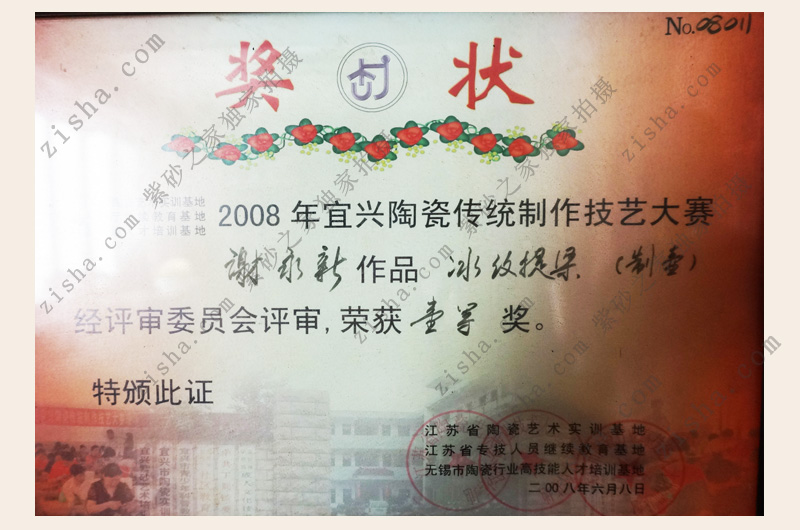 No.08011
奖 状
2008年宜兴陶瓷传统制作技艺大赛
谢永新 作品 冰纹提梁(制壶)
经评审委员会评审,荣获 壹等 奖。
特颁此证
江苏省陶瓷艺术实训基地
江苏省专技人员继续教育基地
无锡市陶瓷行业高技能人才培训基地
二00八年六月八日
zisha.com 紫砂之家独家拍摄